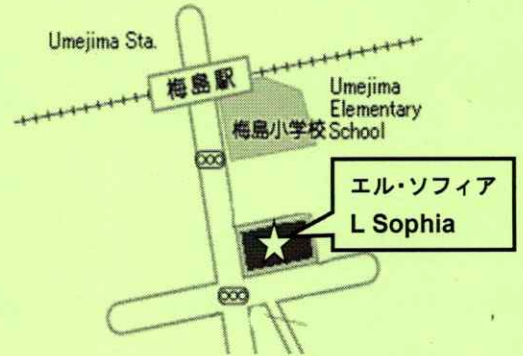 Umejima Sta.
梅島駅
Umejima
Elementary
School
梅島小学校
エル・ソフィア
L Sophia